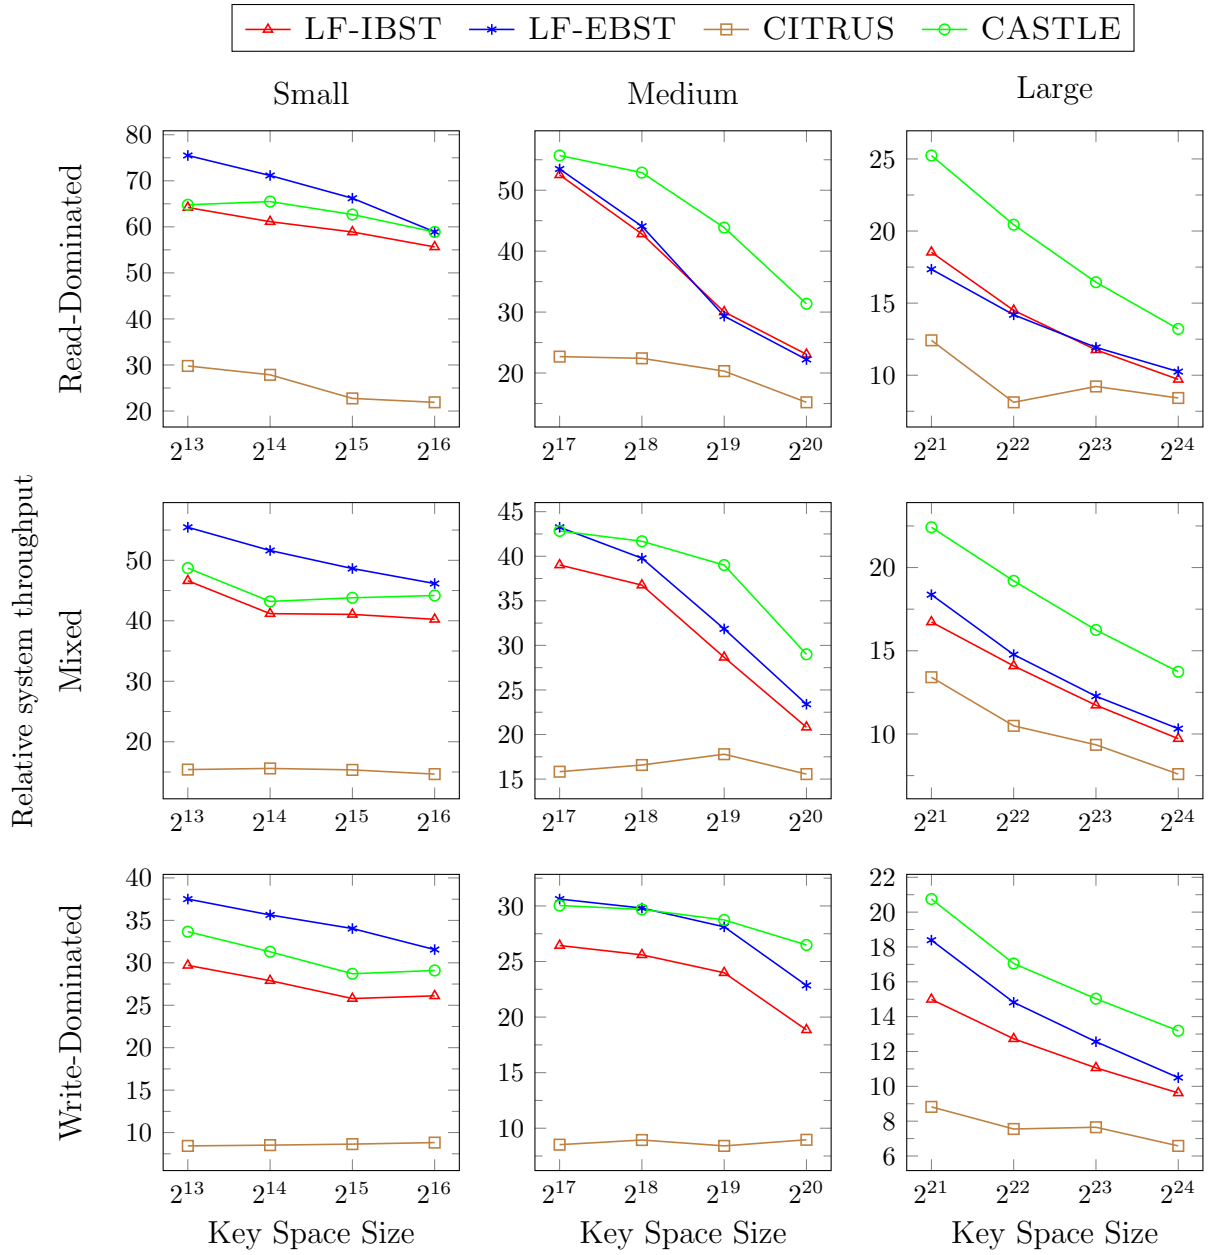 LF-IBST LF-EBST CITRUS CASTLE
Small Medium Large
Read-Dominated
80
70
60
50
40
30
20
2^13 2^14 2^15 2^16
50
40
30
20
2^17 2^18 2^19 2^20
25
20
15
10
2^21 2^22 2^23 2^24
Relative system throughput
Mixed
50
40
30
20
2^13 2^14 2^15 2^16
45
40
35
30
25
20
15
2^17 2^18 2^19 2^20
20
15
10
2^21 2^22 2^23 2^24
Write-Dominated
40
35
30
25
20
15
10
2^13 2^14 2^15 2^16
Key Space Size
30
25
20
15
10
2^17 2^18 2^19 2^20
Key Space Size
22
20
18
16
14
12
10
8
6
2^21 2^22 2^23 2^24
Key Space Size